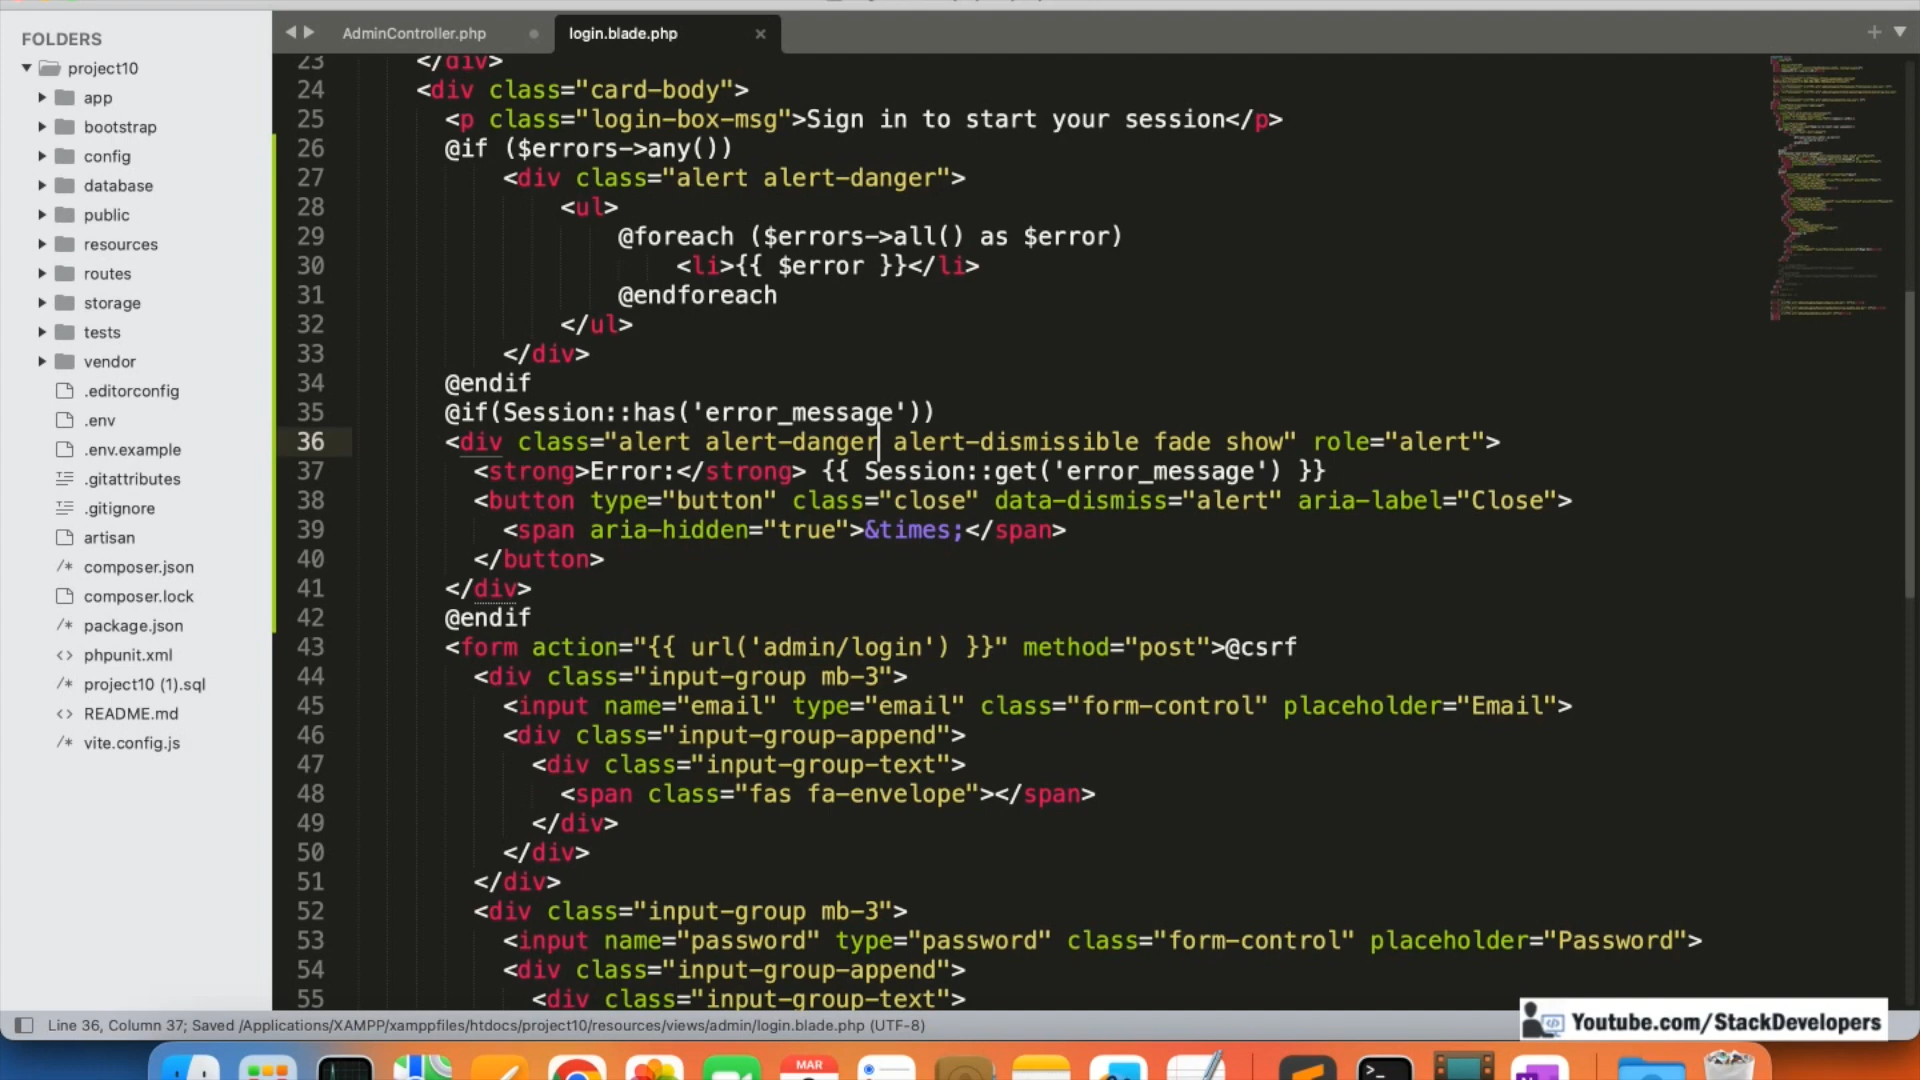 FOLDERS
project10
app
bootstrap
config
database
public
resources
routes
storage
tests
vendor
.editorconfig
.env
.env.example
.gitattributes
.gitignore
artisan
composer.json
composer.lock
package.json
phpunit.xml
project10 (1).sql
README.md
vite.config.js
AdminController.php
login.blade.php
23 </div>
24 <div class="card-body">
25 <p class="login-box-msg">Sign in to start your session</p>
26 @if ($errors->any())
27 <div class="alert alert-danger">
28 <ul>
29 @foreach ($errors->all() as $error)
30 <li>{{ $error }}</li>
31 @endforeach
32 </ul>
33 </div>
34 @endif
35 @if(Session::has('error_message'))
36 <div class="alert alert-danger alert-dismissible fade show" role="alert">
37 <strong>Error:</strong> {{ Session::get('error_message') }}
38 <button type="button" class="close" data-dismiss="alert" aria-label="Close">
39 <span aria-hidden="true">&times;</span>
40 </button>
41 </div>
42 @endif
43 <form action="{{ url('admin/login') }}" method="post">@csrf
44 <div class="input-group mb-3">
45 <input name="email" type="email" class="form-control" placeholder="Email">
46 <div class="input-group-append">
47 <div class="input-group-text">
48 <span class="fas fa-envelope"></span>
49 </div>
50 </div>
51 </div>
52 <div class="input-group mb-3">
53 <input name="password" type="password" class="form-control" placeholder="Password">
54 <div class="input-group-append">
55 <div class="input-group-text">
Line 36, Column 37; Saved /Applications/XAMPP/xamppfiles/htdocs/project10/resources/views/admin/login.blade.php (UTF-8)
Youtube.com/StackDevelopers
MAR